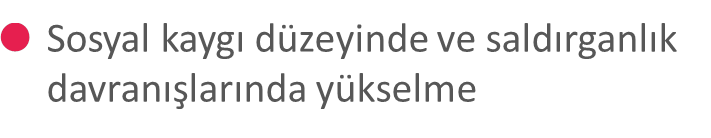 Sosyal kaygı düzeyinde ve saldırganlık
davranışlarında yükselme